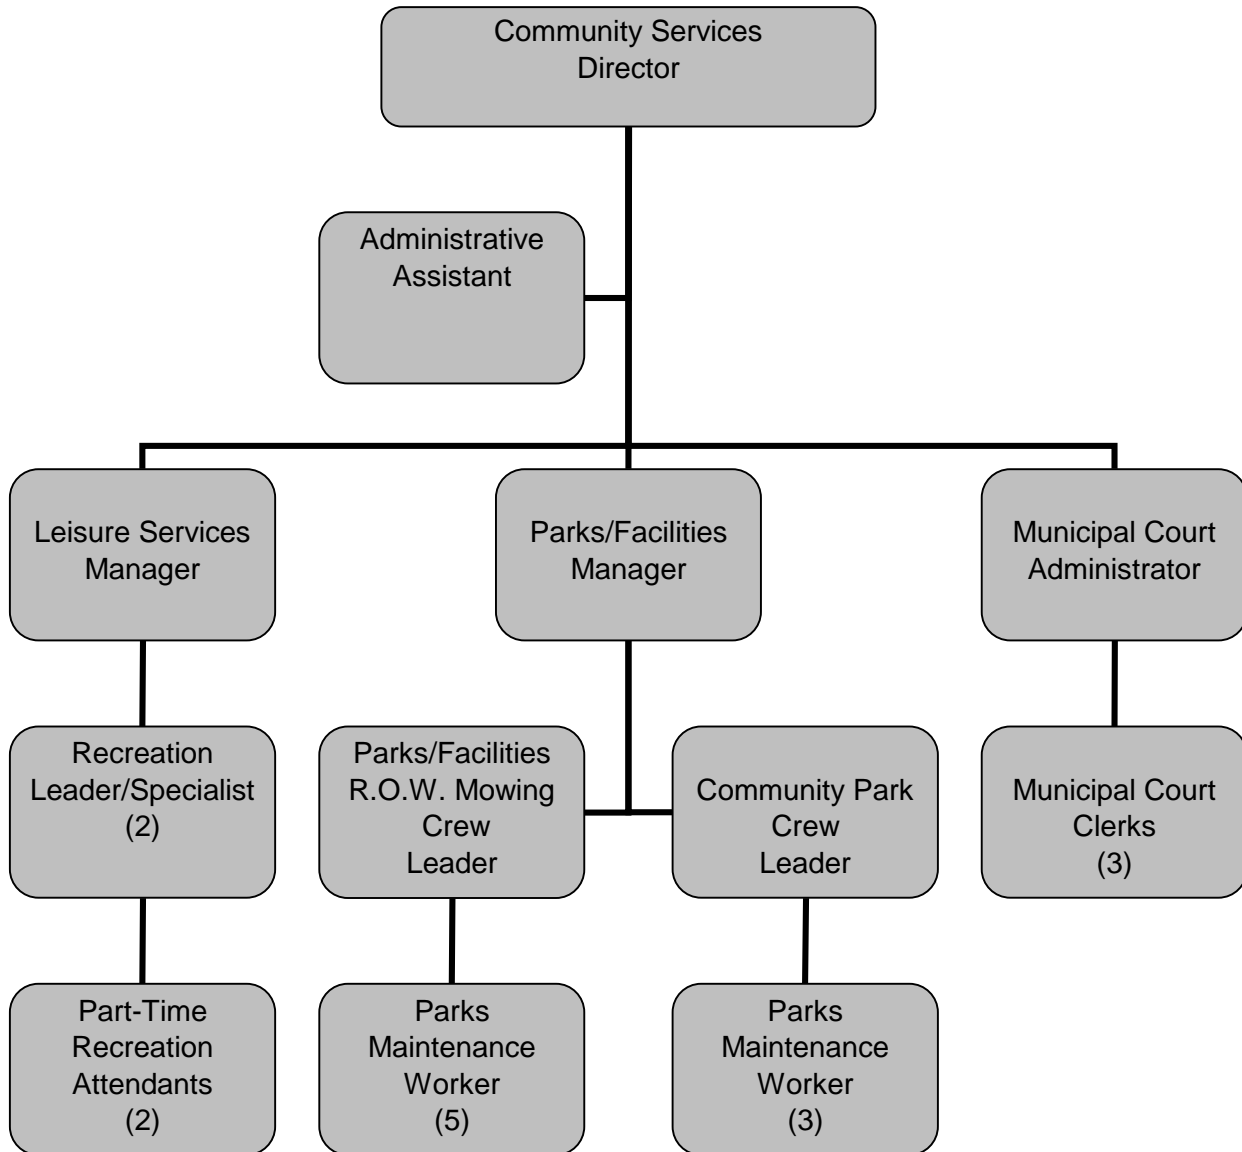 Community Services
Director
Administrative
Assistant
Leisure Services
Manager
Parks/Facilities
Manager
Municipal Court
Administrator
Recreation
Leader/Specialist
(2)
Parks/Facilities
R.O.W. Mowing
Crew
Leader
Community Park
Crew
Leader
Municipal Court
Clerks
(3)
Part-Time
Recreation
Attendants
(2)
Parks
Maintenance
Worker
(5)
Parks
Maintenance
Worker
(3)